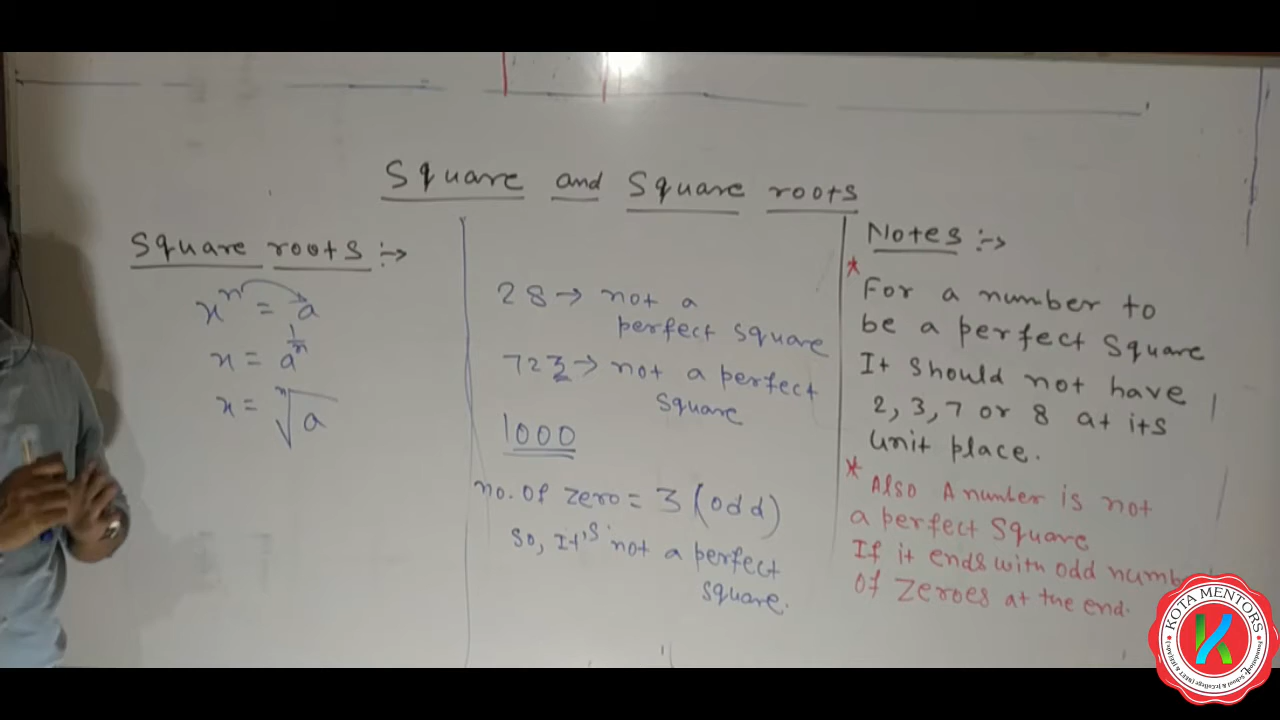 Square and Square roots
Square roots :→
xⁿ = a
x = a^(1/n)
x = ⁿ√a
28 → not a
perfect square
723 → not a perfect
square
1000
no. of zero = 3 (odd)
So, It's not a perfect
square.
Notes :→
* For a number to
be a perfect square
It should not have
2, 3, 7 or 8 at its
unit place.
* Also A number is not
a perfect square
If it ends with odd number
of zeroes at the end.
KOTA MENTORS